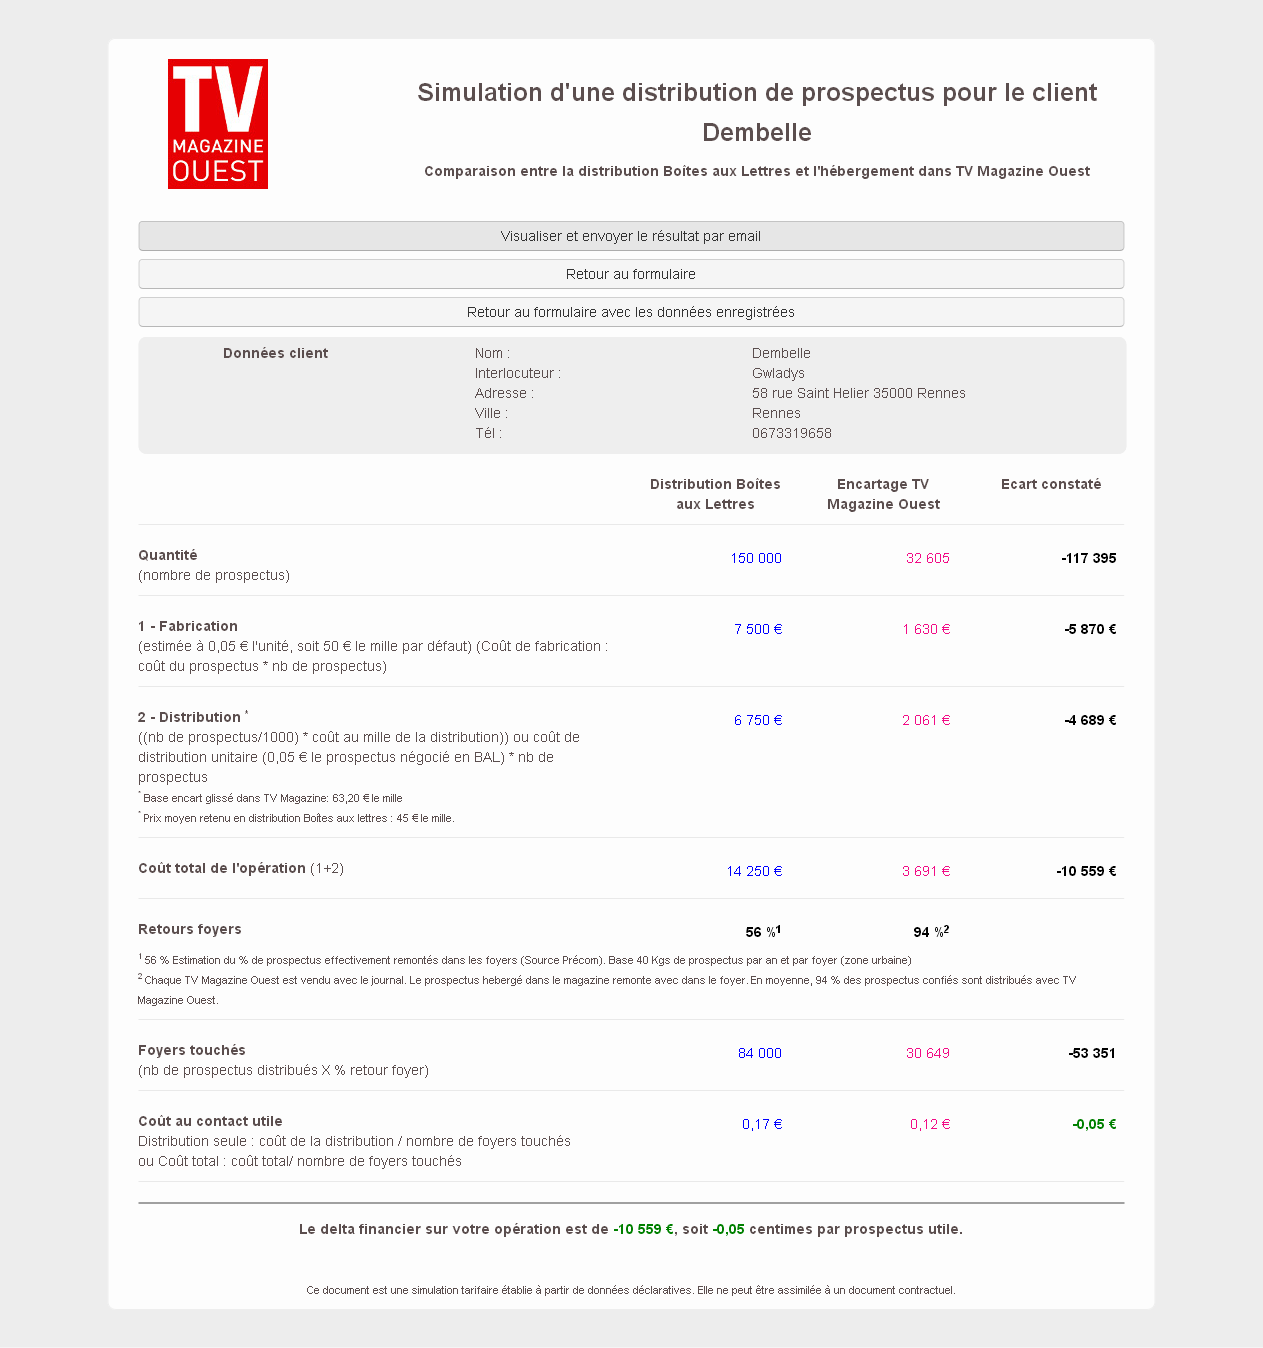 TV
MAGAZINE
OUEST
Simulation d'une distribution de prospectus pour le client
Dembelle
Comparaison entre la distribution Boîtes aux Lettres et l'hébergement dans TV Magazine Ouest
Visualiser et envoyer le résultat par email
Retour au formulaire
Retour au formulaire avec les données enregistrées
Données client
Nom : Dembelle
Interlocuteur : Gwladys
Adresse : 58 rue Saint Helier 35000 Rennes
Ville : Rennes
Tél : 0673319658
Distribution Boîtes aux Lettres
Encartage TV Magazine Ouest
Ecart constaté
Quantité 150 000 32 605 -117 395
(nombre de prospectus)
1 - Fabrication 7 500 € 1 630 € -5 870 €
(estimée à 0,05 € l'unité, soit 50 € le mille par défaut) (Coût de fabrication :
coût du prospectus * nb de prospectus)
2 - Distribution * 6 750 € 2 061 € -4 689 €
((nb de prospectus/1000) * coût au mille de la distribution)) ou coût de
distribution unitaire (0,05 € le prospectus négocié en BAL) * nb de
prospectus
* Base encart glissé dans TV Magazine: 63,20 € le mille
* Prix moyen retenu en distribution Boîtes aux lettres : 45 € le mille.
Coût total de l'opération (1+2) 14 250 € 3 691 € -10 559 €
Retours foyers 56 %1 94 %2
1 56 % Estimation du % de prospectus effectivement remontés dans les foyers (Source Précom). Base 40 Kgs de prospectus par an et par foyer (zone urbaine)
2 Chaque TV Magazine Ouest est vendu avec le journal. Le prospectus hebergé dans le magazine remonte avec dans le foyer. En moyenne, 94 % des prospectus confiés sont distribués avec TV
Magazine Ouest.
Foyers touchés 84 000 30 649 -53 351
(nb de prospectus distribués X % retour foyer)
Coût au contact utile 0,17 € 0,12 € -0,05 €
Distribution seule : coût de la distribution / nombre de foyers touchés
ou Coût total : coût total/ nombre de foyers touchés
Le delta financier sur votre opération est de -10 559 €, soit -0,05 centimes par prospectus utile.
Ce document est une simulation tarifaire établie à partir de données déclaratives. Elle ne peut être assimilée à un document contractuel.